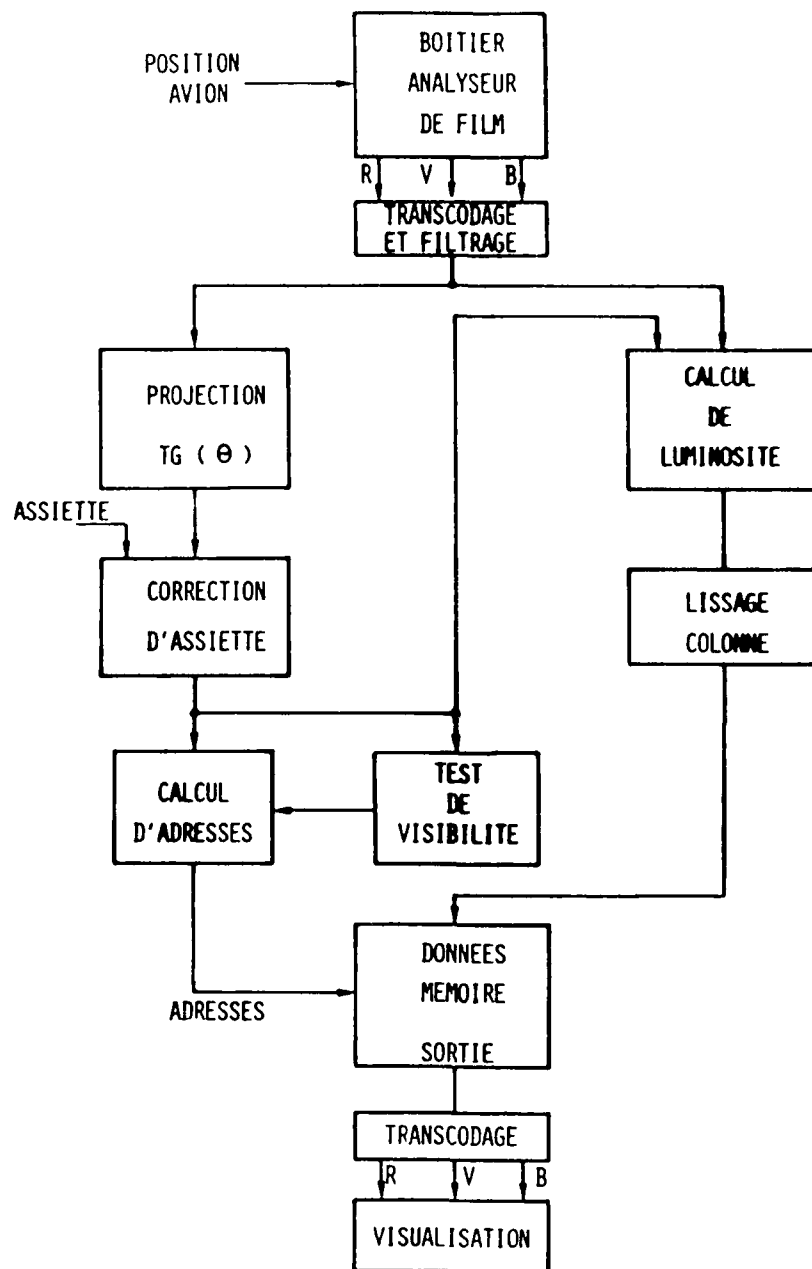 BOITIER
ANALYSEUR
DE FILM
POSITION
AVION
R V B
TRANSCODAGE
ET FILTRAGE
PROJECTION
TG ( Θ )
CALCUL
DE
LUMINOSITE
ASSIETTE
CORRECTION
D'ASSIETTE
LISSAGE
COLONNE
CALCUL
D'ADRESSES
TEST
DE
VISIBILITE
DONNEES
MEMOIRE
SORTIE
ADRESSES
TRANSCODAGE
R V B
VISUALISATION